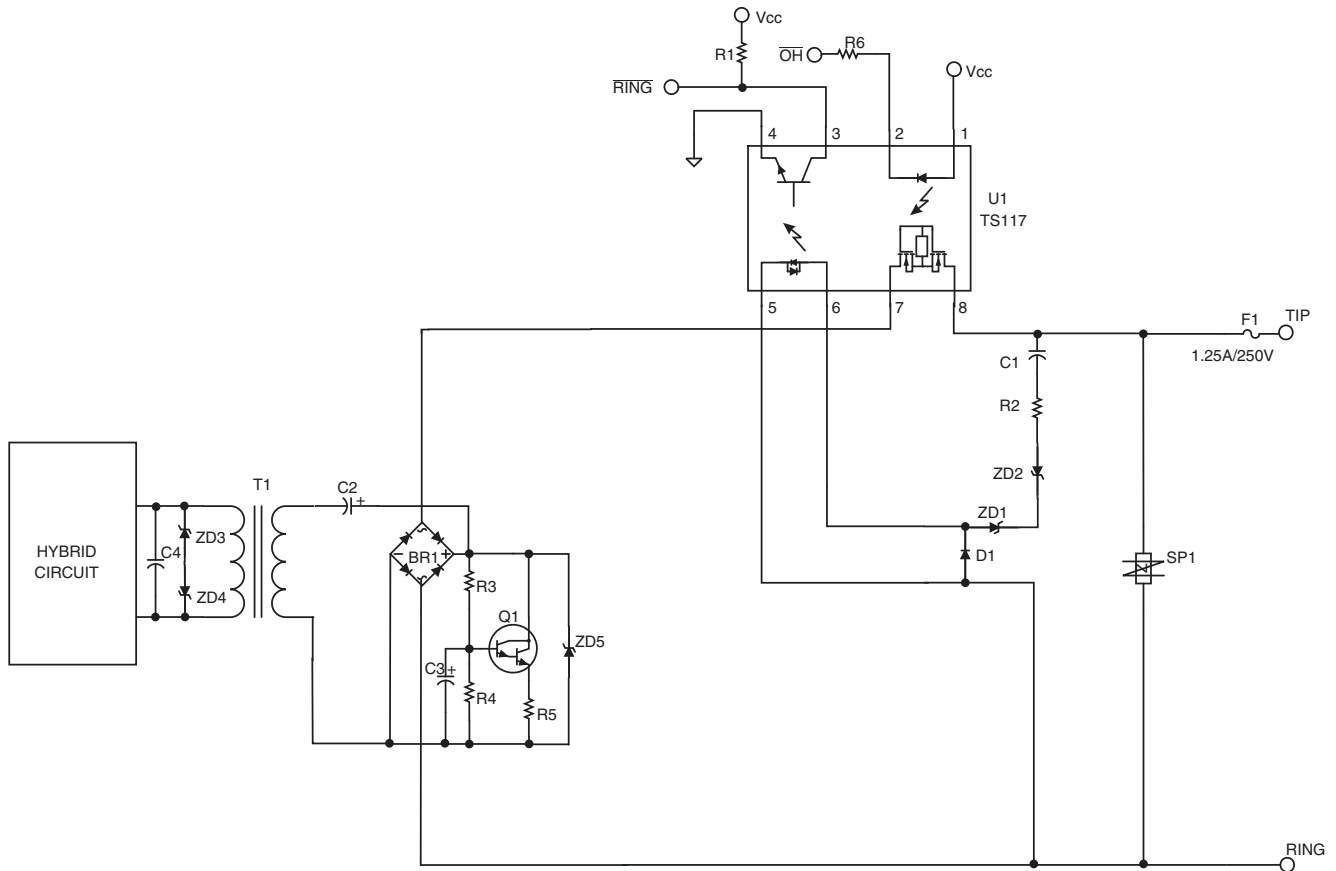 Vcc
R1
OH
R6
RING
Vcc
4
3
2
1
U1
TS117
5
6
7
8
F1
TIP
1.25A/250V
C1
R2
ZD2
ZD1
D1
SP1
T1
C2
+
HYBRID
CIRCUIT
C4
ZD3
ZD4
− BR1 +
R3
Q1
C3+
R4
R5
ZD5
RING